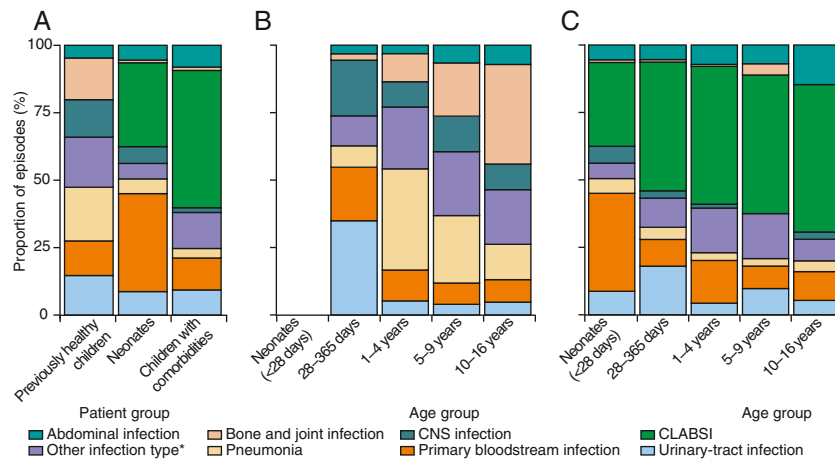 A
B
C
Proportion of episodes (%)
100
75
50
25
0
Previously healthy
children
Neonates
Children with
comorbidities
Neonates
(<28 days)
28–365 days
1–4 years
5–9 years
10–16 years
Neonates
(<28 days)
28–365 days
1–4 years
5–9 years
10–16 years
Patient group
Age group
Age group
Abdominal infection
Bone and joint infection
CNS infection
CLABSI
Other infection type*
Pneumonia
Primary bloodstream infection
Urinary-tract infection